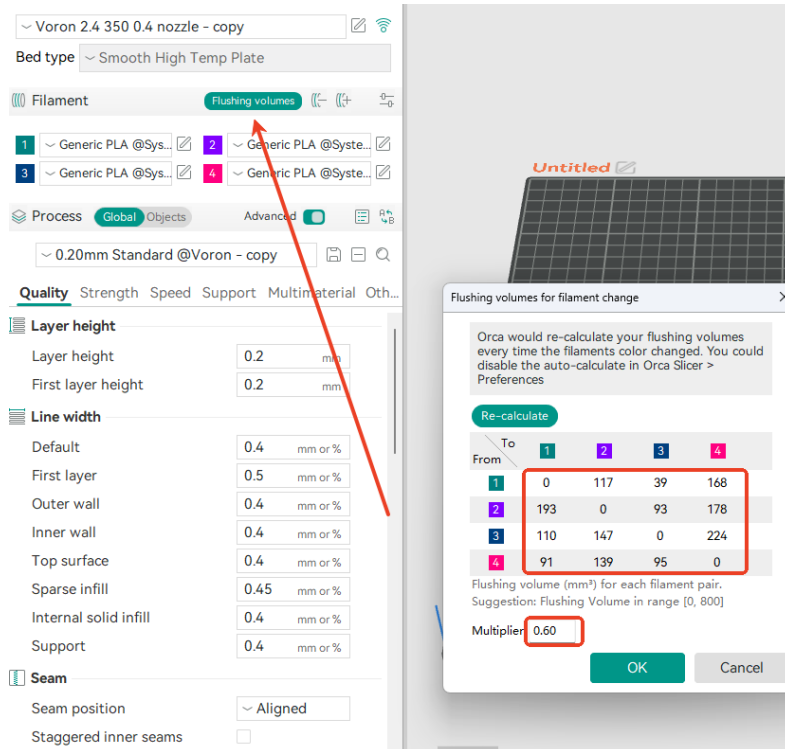 Voron 2.4 350 0.4 nozzle - copy
Bed type Smooth High Temp Plate
Filament Flushing volumes
1 Generic PLA @Sys... 2 Generic PLA @Syste...
3 Generic PLA @Sys... 4 Generic PLA @Syste...
Process Global Objects Advanced
0.20mm Standard @Voron - copy
Quality Strength Speed Support Multimaterial Oth...
Layer height
Layer height 0.2 mm
First layer height 0.2 mm
Line width
Default 0.4 mm or %
First layer 0.5 mm or %
Outer wall 0.4 mm or %
Inner wall 0.4 mm or %
Top surface 0.4 mm or %
Sparse infill 0.45 mm or %
Internal solid infill 0.4 mm or %
Support 0.4 mm or %
Seam
Seam position Aligned
Staggered inner seams
Untitled
Flushing volumes for filament change
Orca would re-calculate your flushing volumes
every time the filaments color changed. You could
disable the auto-calculate in Orca Slicer >
Preferences
Re-calculate
To
From
1 2 3 4
1 0 117 39 168
2 193 0 93 178
3 110 147 0 224
4 91 139 95 0
Flushing volume (mm³) for each filament pair.
Suggestion: Flushing Volume in range [0, 800]
Multiplier 0.60
OK Cancel